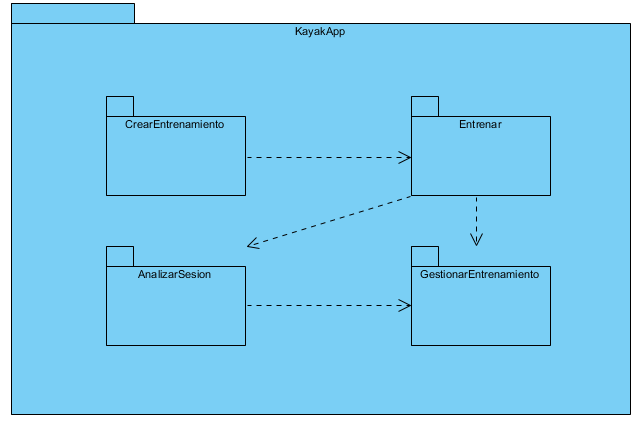 KayakApp
CrearEntrenamiento
Entrenar
AnalizarSesion
GestionarEntrenamiento